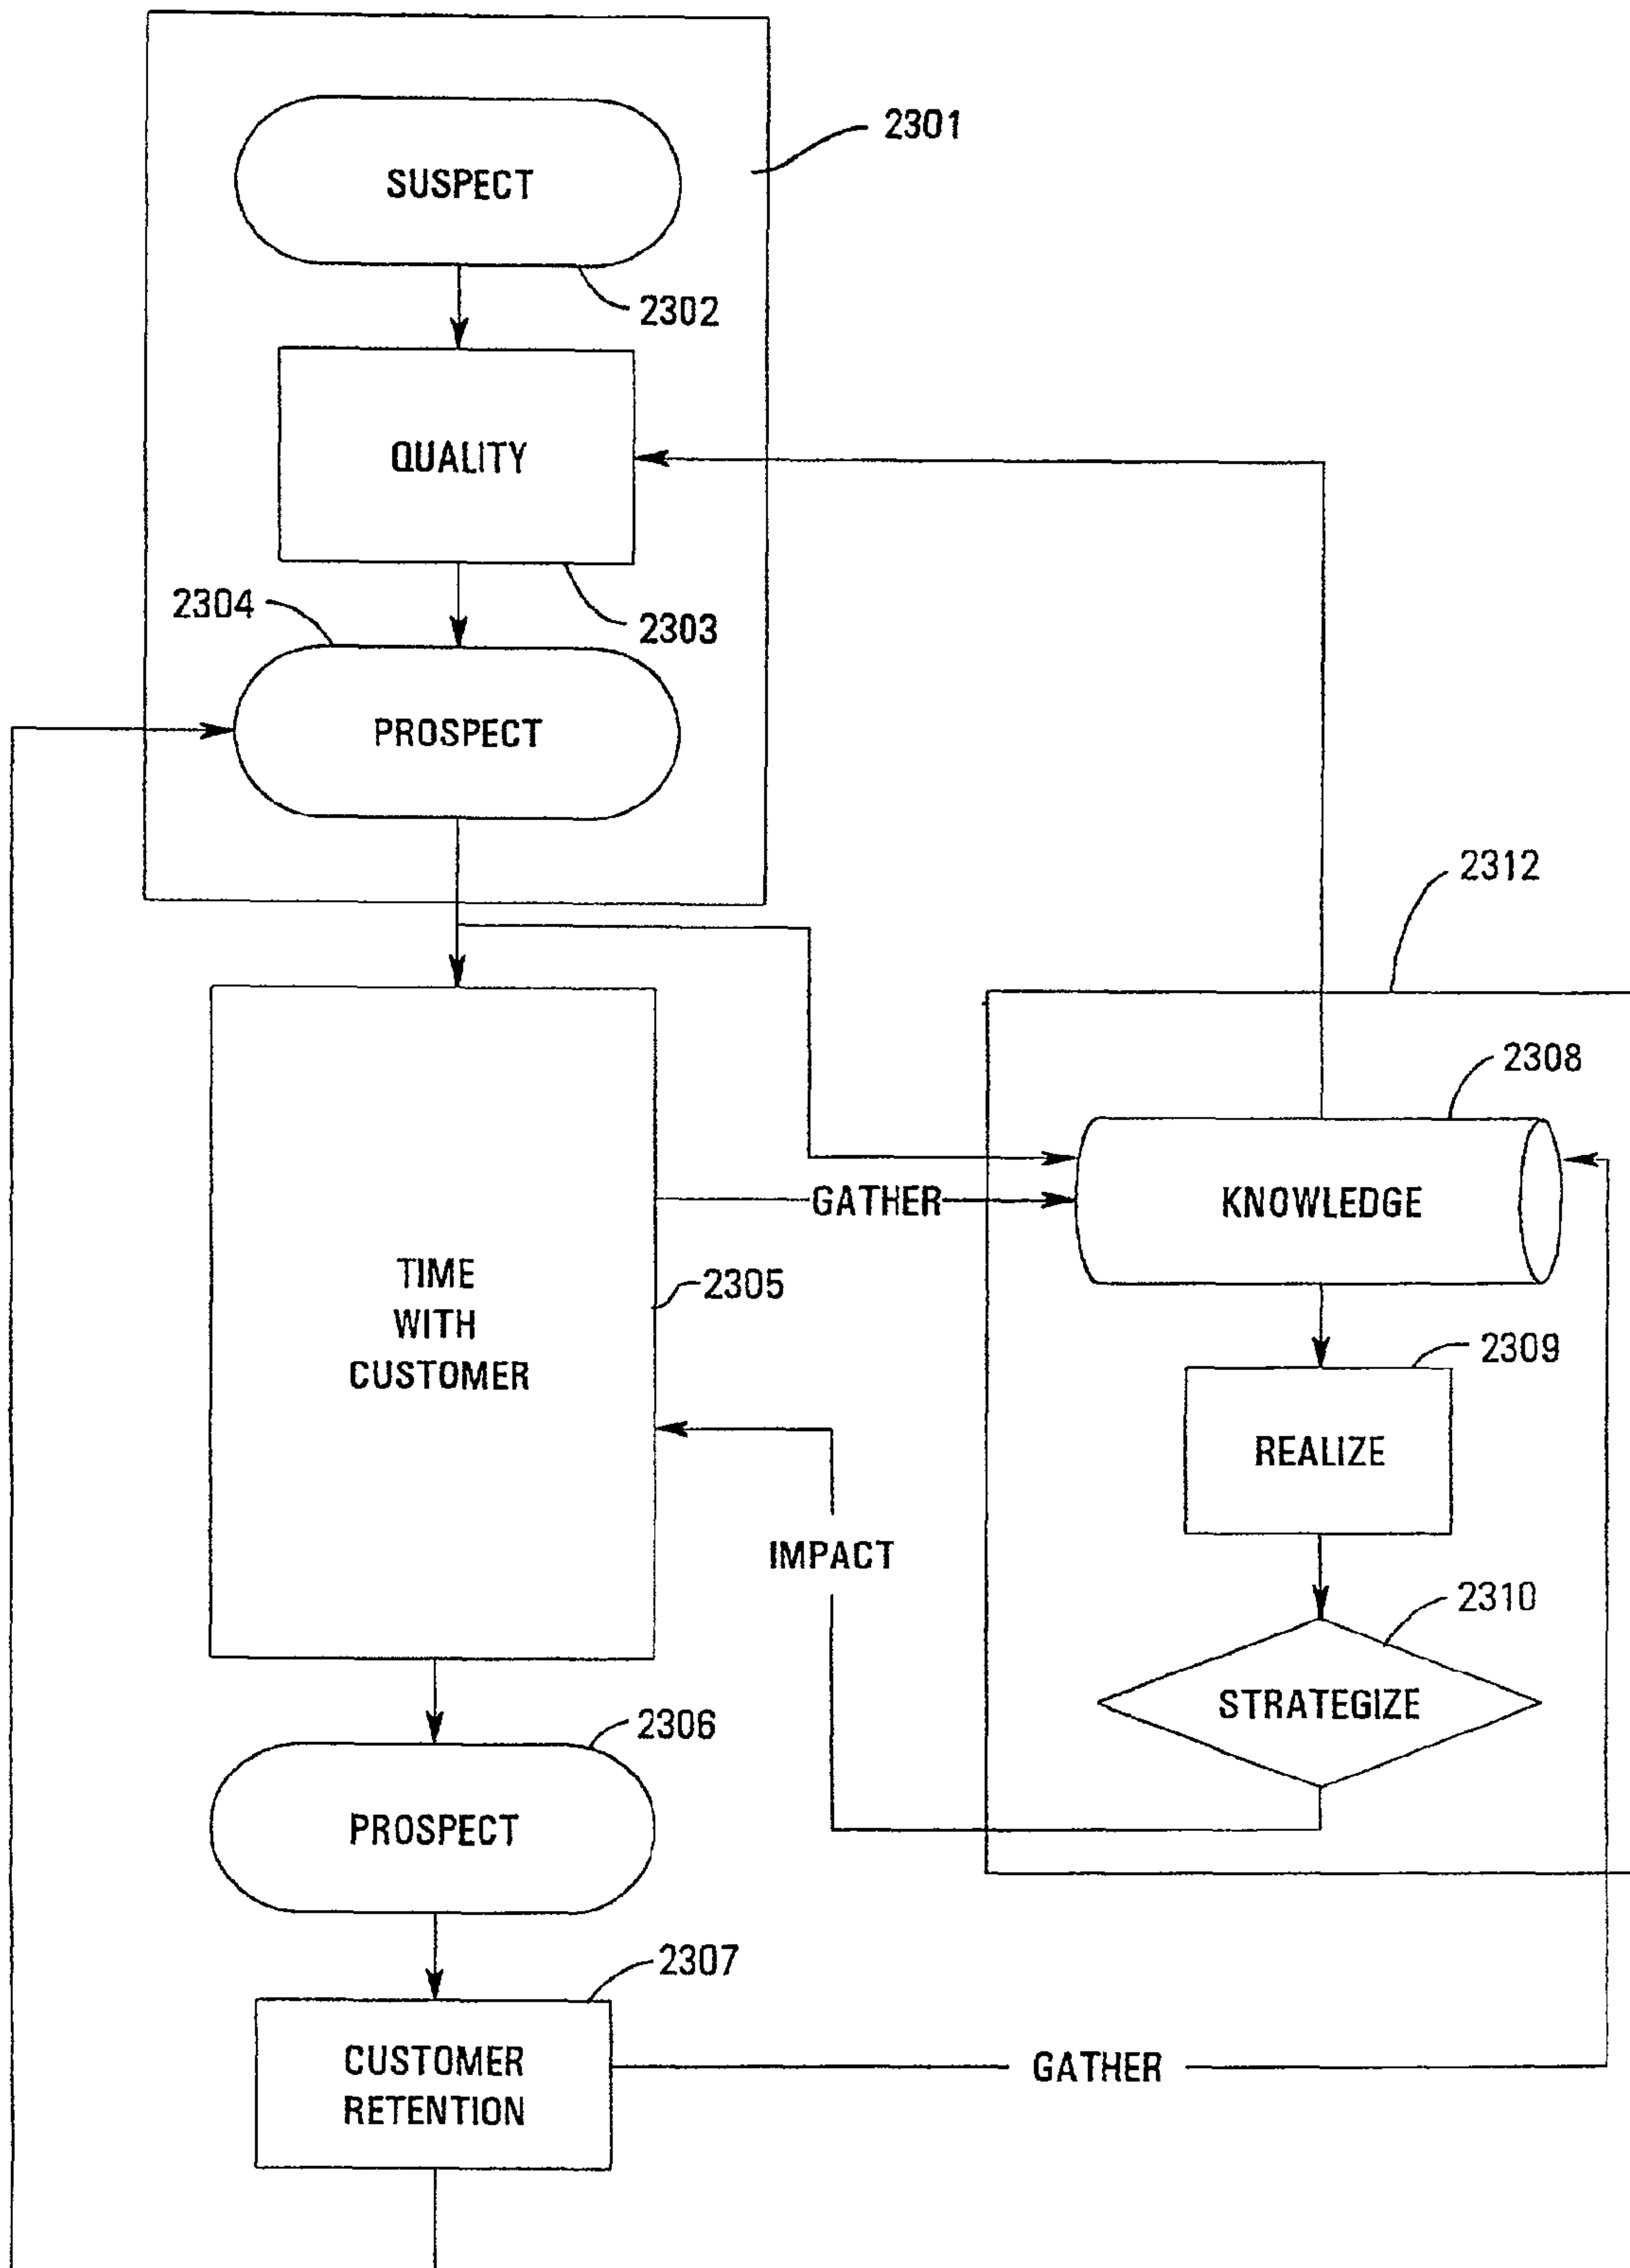 2301
SUSPECT
2302
QUALITY
2303
2304
PROSPECT
2312
2308
KNOWLEDGE
GATHER
TIME
WITH
CUSTOMER
2305
2309
REALIZE
IMPACT
2310
STRATEGIZE
2306
PROSPECT
2307
CUSTOMER
RETENTION
GATHER